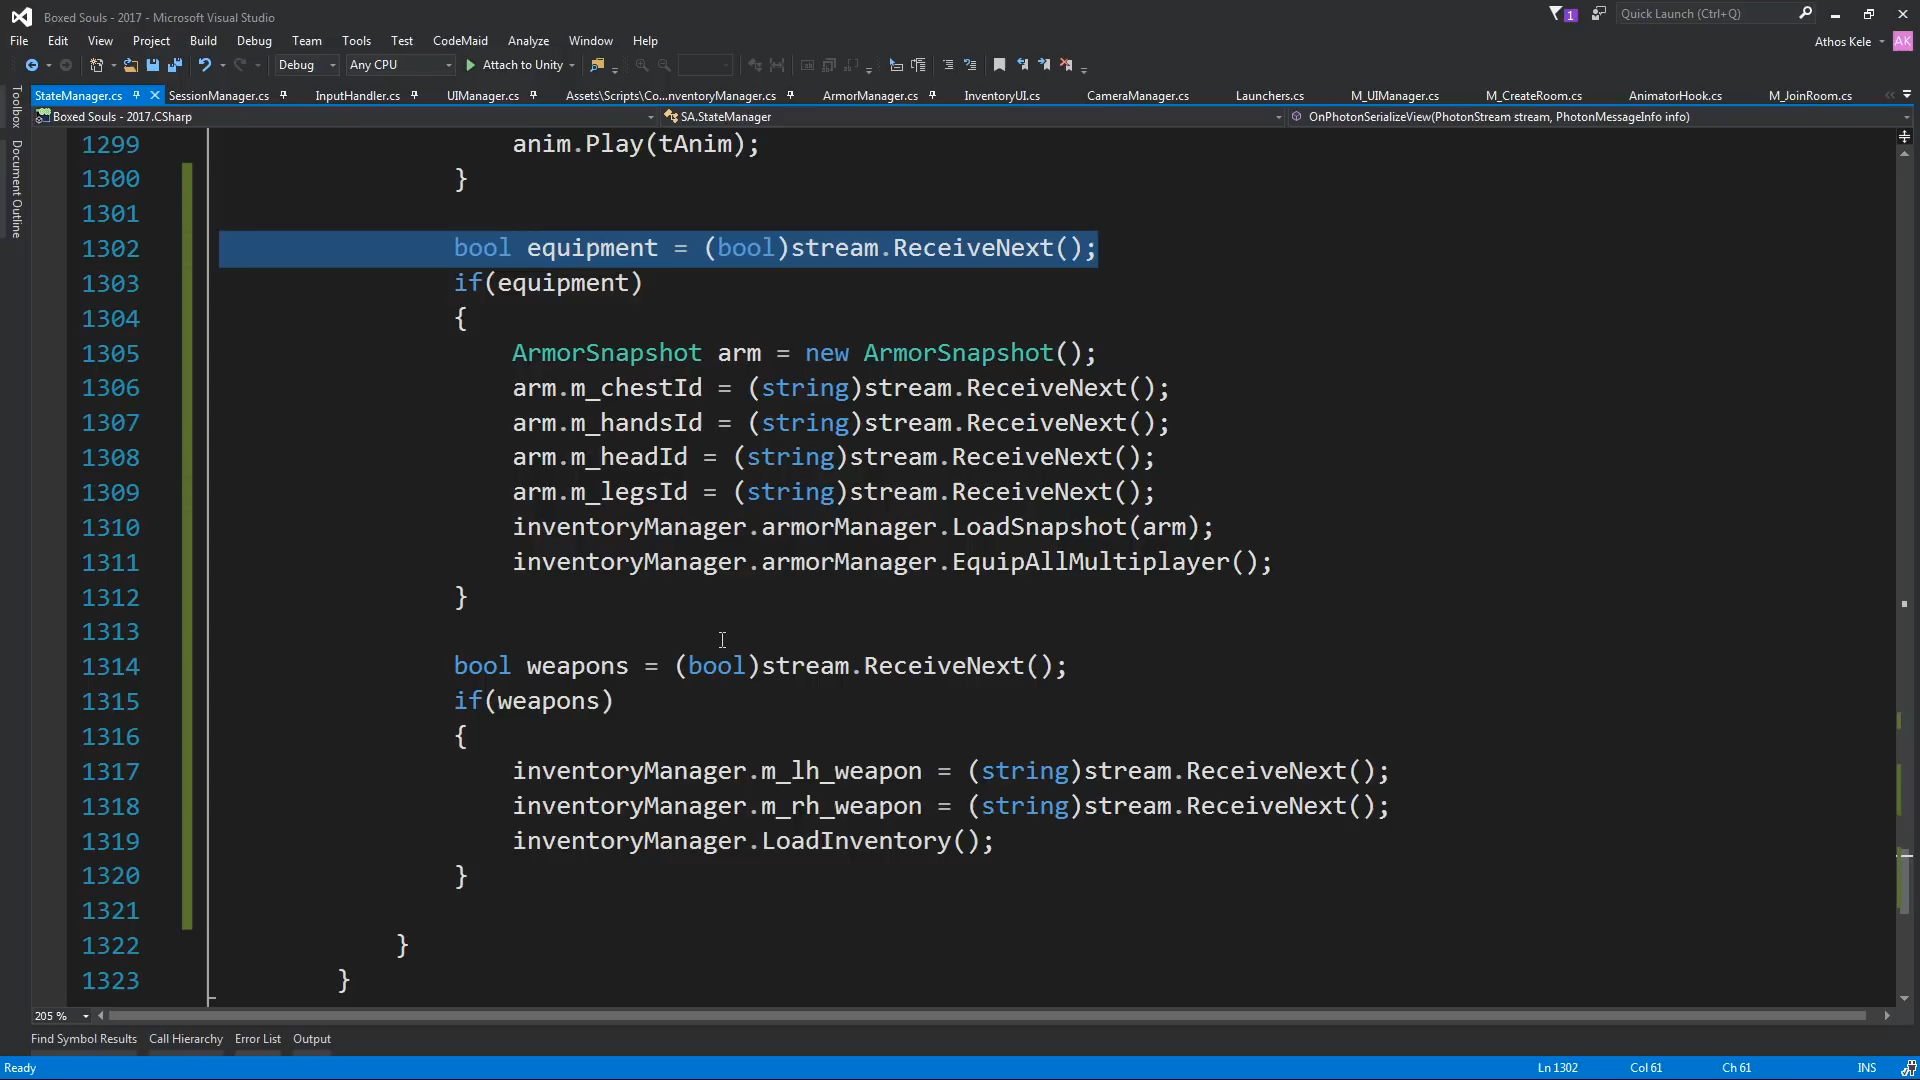 Boxed Souls - 2017 - Microsoft Visual Studio
1
Quick Launch (Ctrl+Q)
File Edit View Project Build Debug Team Tools Test CodeMaid Analyze Window Help
Athos Kele
AK
Debug
Any CPU
Attach to Unity
StateManager.cs SessionManager.cs InputHandler.cs UIManager.cs Assets\Scripts\Co...nventoryManager.cs ArmorManager.cs InventoryUI.cs CameraManager.cs Launchers.cs M_UIManager.cs M_CreateRoom.cs AnimatorHook.cs M_JoinRoom.cs
Boxed Souls - 2017.CSharp
SA.StateManager
OnPhotonSerializeView(PhotonStream stream, PhotonMessageInfo info)
Toolbox
Document Outline
1299 anim.Play(tAnim);
1300 }
1301
1302 bool equipment = (bool)stream.ReceiveNext();
1303 if(equipment)
1304 {
1305 ArmorSnapshot arm = new ArmorSnapshot();
1306 arm.m_chestId = (string)stream.ReceiveNext();
1307 arm.m_handsId = (string)stream.ReceiveNext();
1308 arm.m_headId = (string)stream.ReceiveNext();
1309 arm.m_legsId = (string)stream.ReceiveNext();
1310 inventoryManager.armorManager.LoadSnapshot(arm);
1311 inventoryManager.armorManager.EquipAllMultiplayer();
1312 }
1313
1314 bool weapons = (bool)stream.ReceiveNext();
1315 if(weapons)
1316 {
1317 inventoryManager.m_lh_weapon = (string)stream.ReceiveNext();
1318 inventoryManager.m_rh_weapon = (string)stream.ReceiveNext();
1319 inventoryManager.LoadInventory();
1320 }
1321
1322 }
1323 }
205 %
Find Symbol Results Call Hierarchy Error List Output
Ready
Ln 1302 Col 61 Ch 61 INS